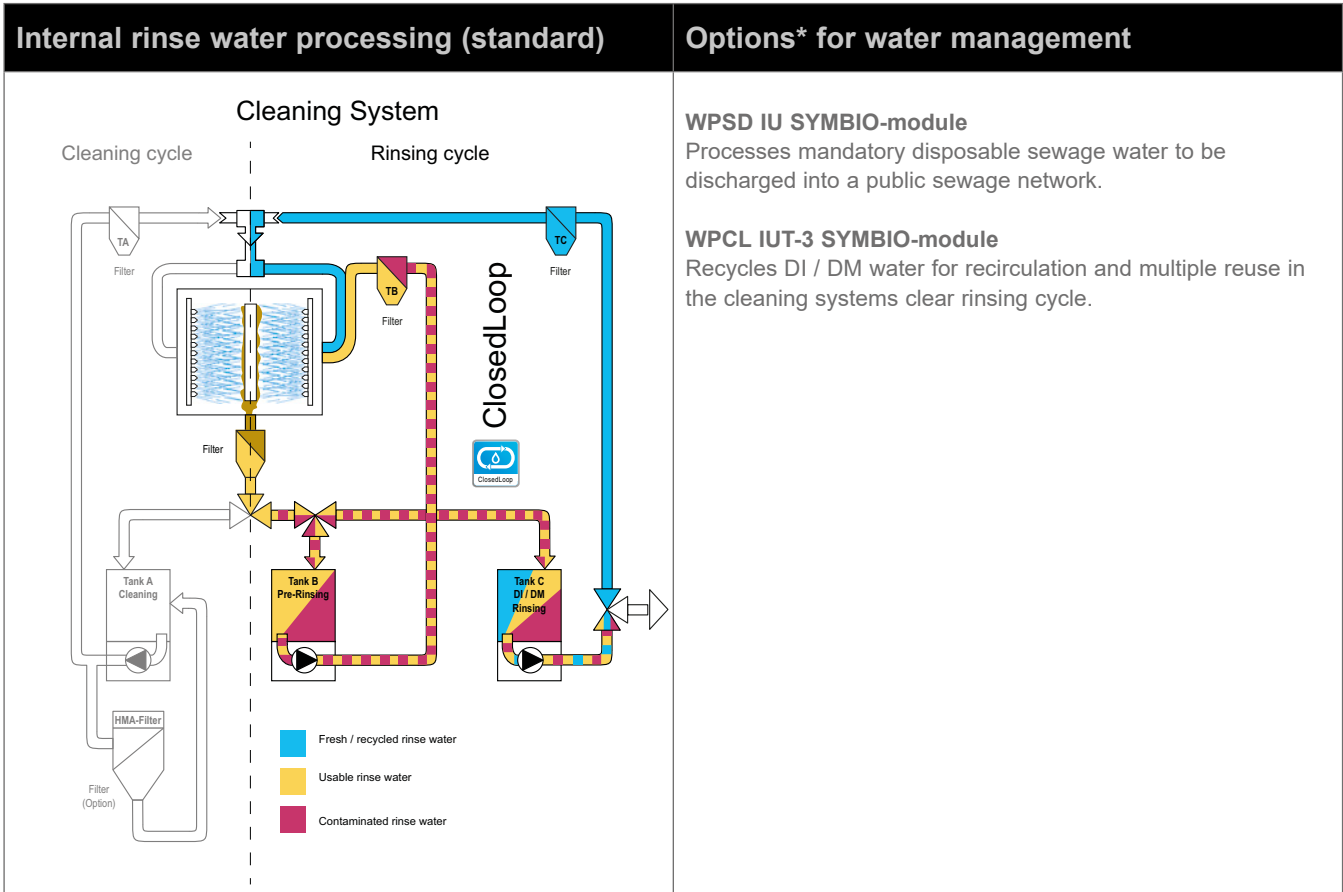 Internal rinse water processing (standard)
Options* for water management
Cleaning System
Cleaning cycle
Rinsing cycle
TA
Filter
TC
Filter
TB
Filter
ClosedLoop
ClosedLoop
Filter
Tank A
Cleaning
Tank B
Pre-Rinsing
Tank C
DI / DM
Rinsing
HMA-Filter
Filter
(Option)
Fresh / recycled rinse water
Usable rinse water
Contaminated rinse water
WPSD IU SYMBIO-module
Processes mandatory disposable sewage water to be
discharged into a public sewage network.
WPCL IUT-3 SYMBIO-module
Recycles DI / DM water for recirculation and multiple reuse in
the cleaning systems clear rinsing cycle.